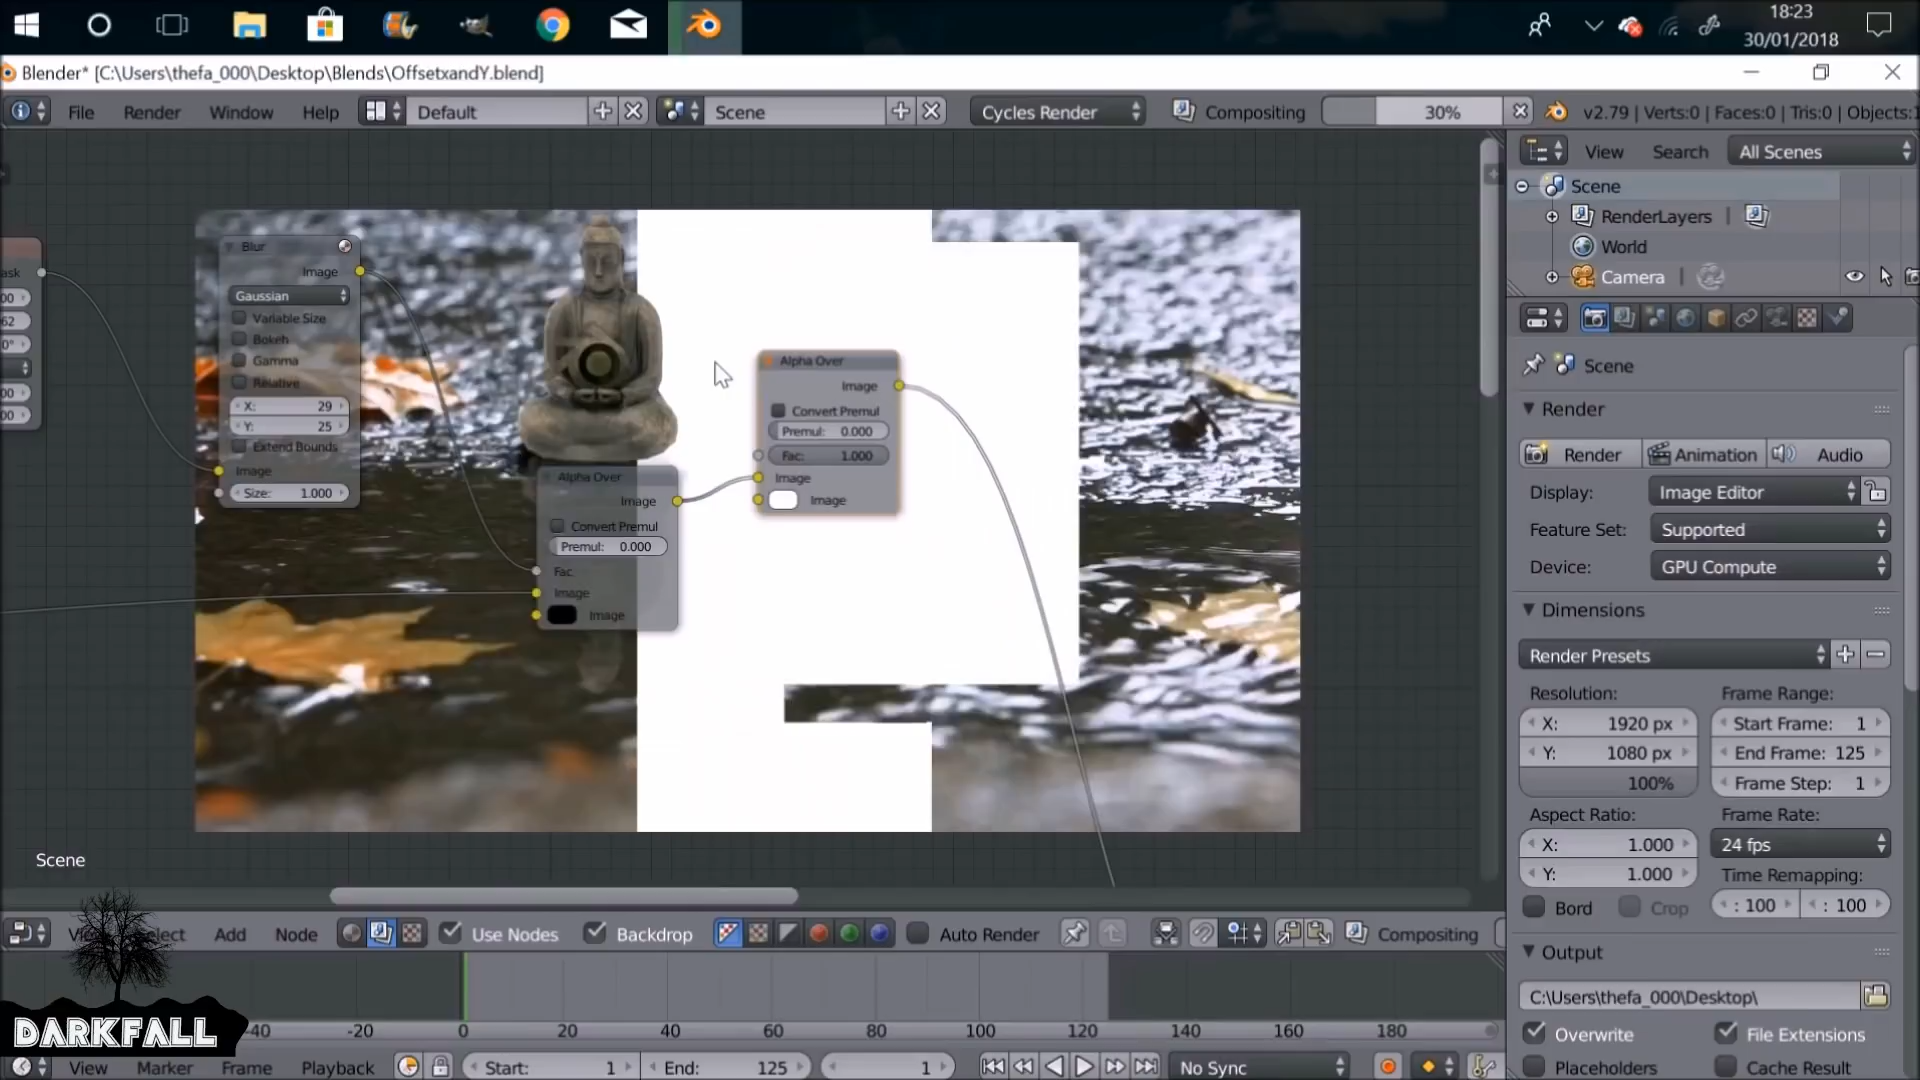 18:23
30/01/2018
Blender* [C:\Users\thefa_000\Desktop\Blends\OffsetxandY.blend]
File Render Window Help Default Scene Cycles Render Compositing 30% v2.79 | Verts:0 | Faces:0 | Tris:0 | Objects:1
View Search All Scenes
Scene
RenderLayers
World
Camera
Scene
Render
Render Animation Audio
Display: Image Editor
Feature Set: Supported
Device: GPU Compute
Dimensions
Render Presets
Resolution: Frame Range:
X: 1920 px Start Frame: 1
Y: 1080 px End Frame: 125
100% Frame Step: 1
Aspect Ratio: Frame Rate:
X: 1.000 24 fps
Y: 1.000 Time Remapping:
Bord Crop : 100 : 100
Output
C:\Users\thefa_000\Desktop\
Overwrite File Extensions
Placeholders Cache Result
ask
00
62
0°
00
00
Blur
Image
Gaussian
Variable Size
Bokeh
Gamma
Relative
X: 29
Y: 25
Extend Bounds
Image
Size: 1.000
Alpha Over
Image
Convert Premul
Premul: 0.000
Fac
Image
Image
Alpha Over
Image
Convert Premul
Premul: 0.000
Fac: 1.000
Image
Image
Scene
Add Node Use Nodes Backdrop Auto Render Compositing
-40 -20 0 20 40 60 80 100 120 140 160 180
View Marker Frame Playback Start: 1 End: 125 1 No Sync
DARKFALL